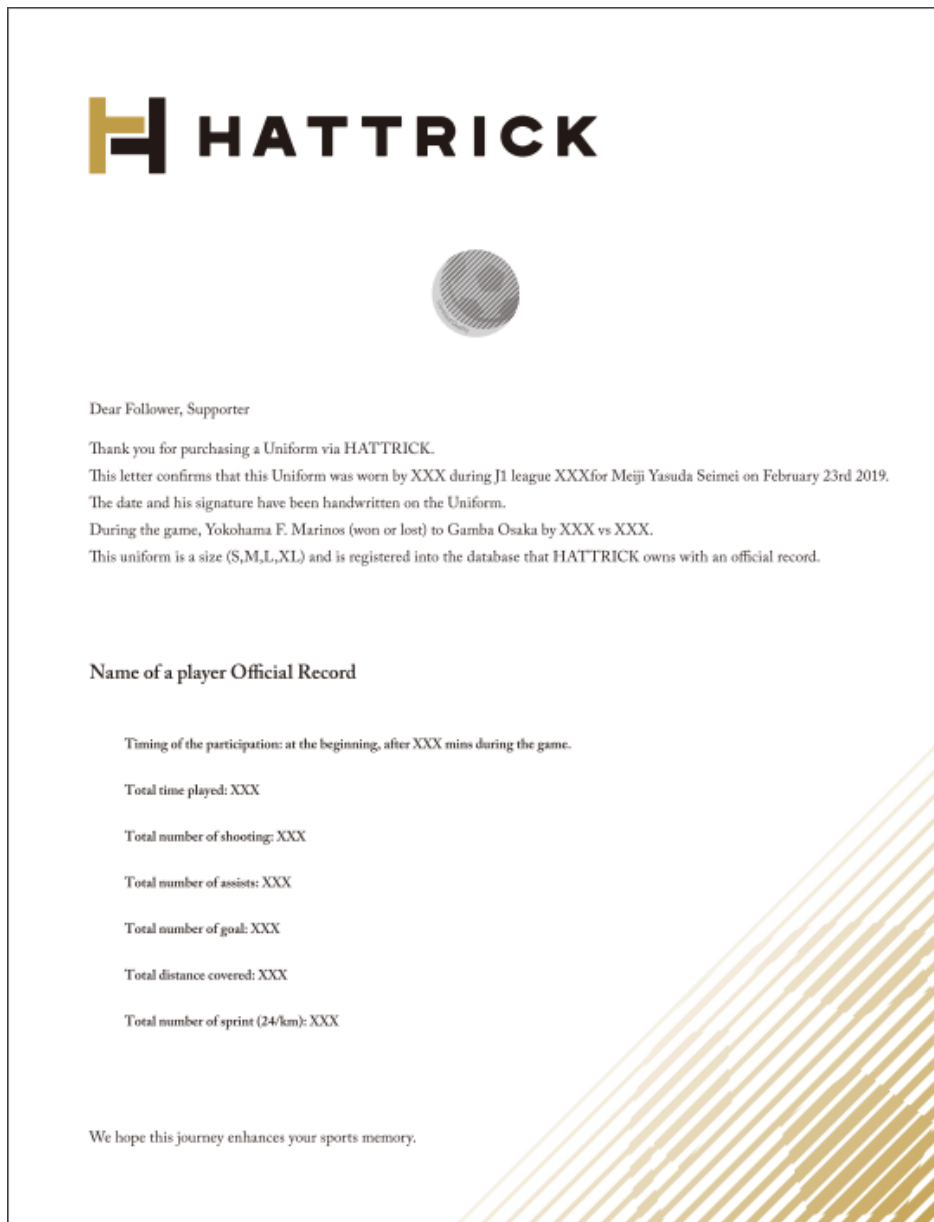 HATTRICK
Dear Follower, Supporter
Thank you for purchasing a Uniform via HATTRICK.
This letter confirms that this Uniform was worn by XXX during J1 league XXXfor Meiji Yasuda Seimei on February 23rd 2019.
The date and his signature have been handwritten on the Uniform.
During the game, Yokohama F. Marinos (won or lost) to Gamba Osaka by XXX vs XXX.
This uniform is a size (S,M,L,XL) and is registered into the database that HATTRICK owns with an official record.
Name of a player Official Record
Timing of the participation: at the beginning, after XXX mins during the game.
Total time played: XXX
Total number of shooting: XXX
Total number of assists: XXX
Total number of goal: XXX
Total distance covered: XXX
Total number of sprint (24/km): XXX
We hope this journey enhances your sports memory.